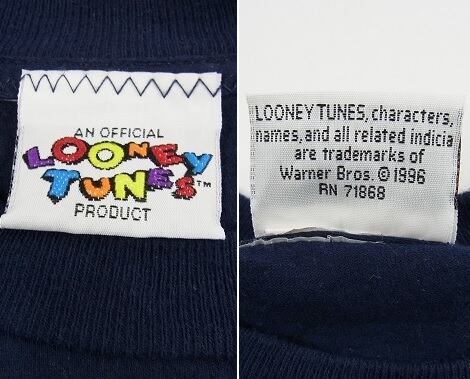 AN OFFICIAL
LOONEY
TUNES™
PRODUCT
LOONEY TUNES, characters,
names, and all related indicia
are trademarks of
Warner Bros. © 1996
RN 71868